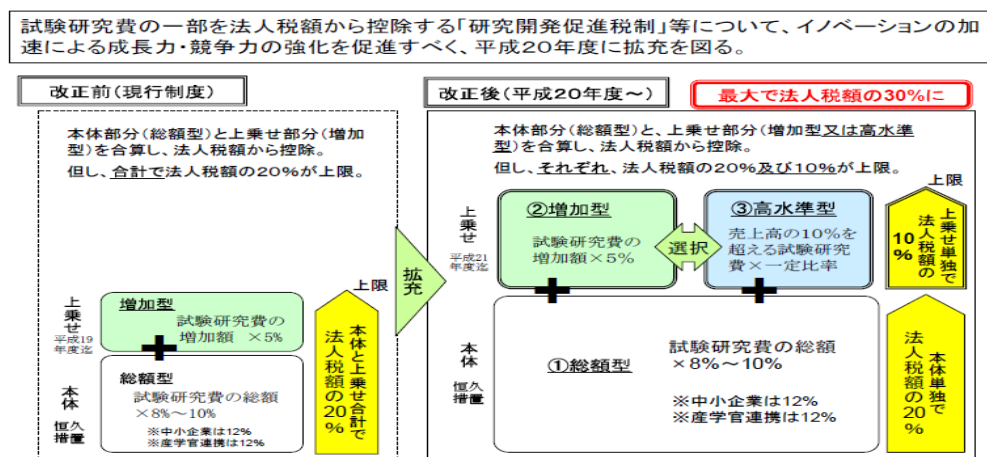 試験研究費の一部を法人税額から控除する「研究開発促進税制」等について、イノベーションの加
速による成長力・競争力の強化を促進すべく、平成20年度に拡充を図る。
改正前(現行制度)
本体部分(総額型)と上乗せ部分(増加
型)を合算し、法人税額から控除。
但し、合計で法人税額の20%が上限。
上限
上乗せ
平成19
年度迄
増加型
試験研究費の
増加額 ×5%
+
本体
恒久
措置
総額型
試験研究費の総額
×8%~10%
※中小企業は12%
※産学官連携は12%
本体と上乗せ合計で
法人税額の20%
拡充
改正後(平成20年度~)
最大で法人税額の30%に
本体部分(総額型)と、上乗せ部分(増加型又は高水準
型)を合算し、法人税額から控除。
但し、それぞれ、法人税額の20%及び10%が上限。
上限
上乗せ
平成21
年度迄
②増加型
試験研究費の
増加額×5%
選択
③高水準型
売上高の10%を
超える試験研究
費×一定比率
上乗せ単独で
法人税額の
10%
+
+
本体
恒久
措置
①総額型
試験研究費の総額
×8%~10%
※中小企業は12%
※産学官連携は12%
本体単独で
法人税額の20%